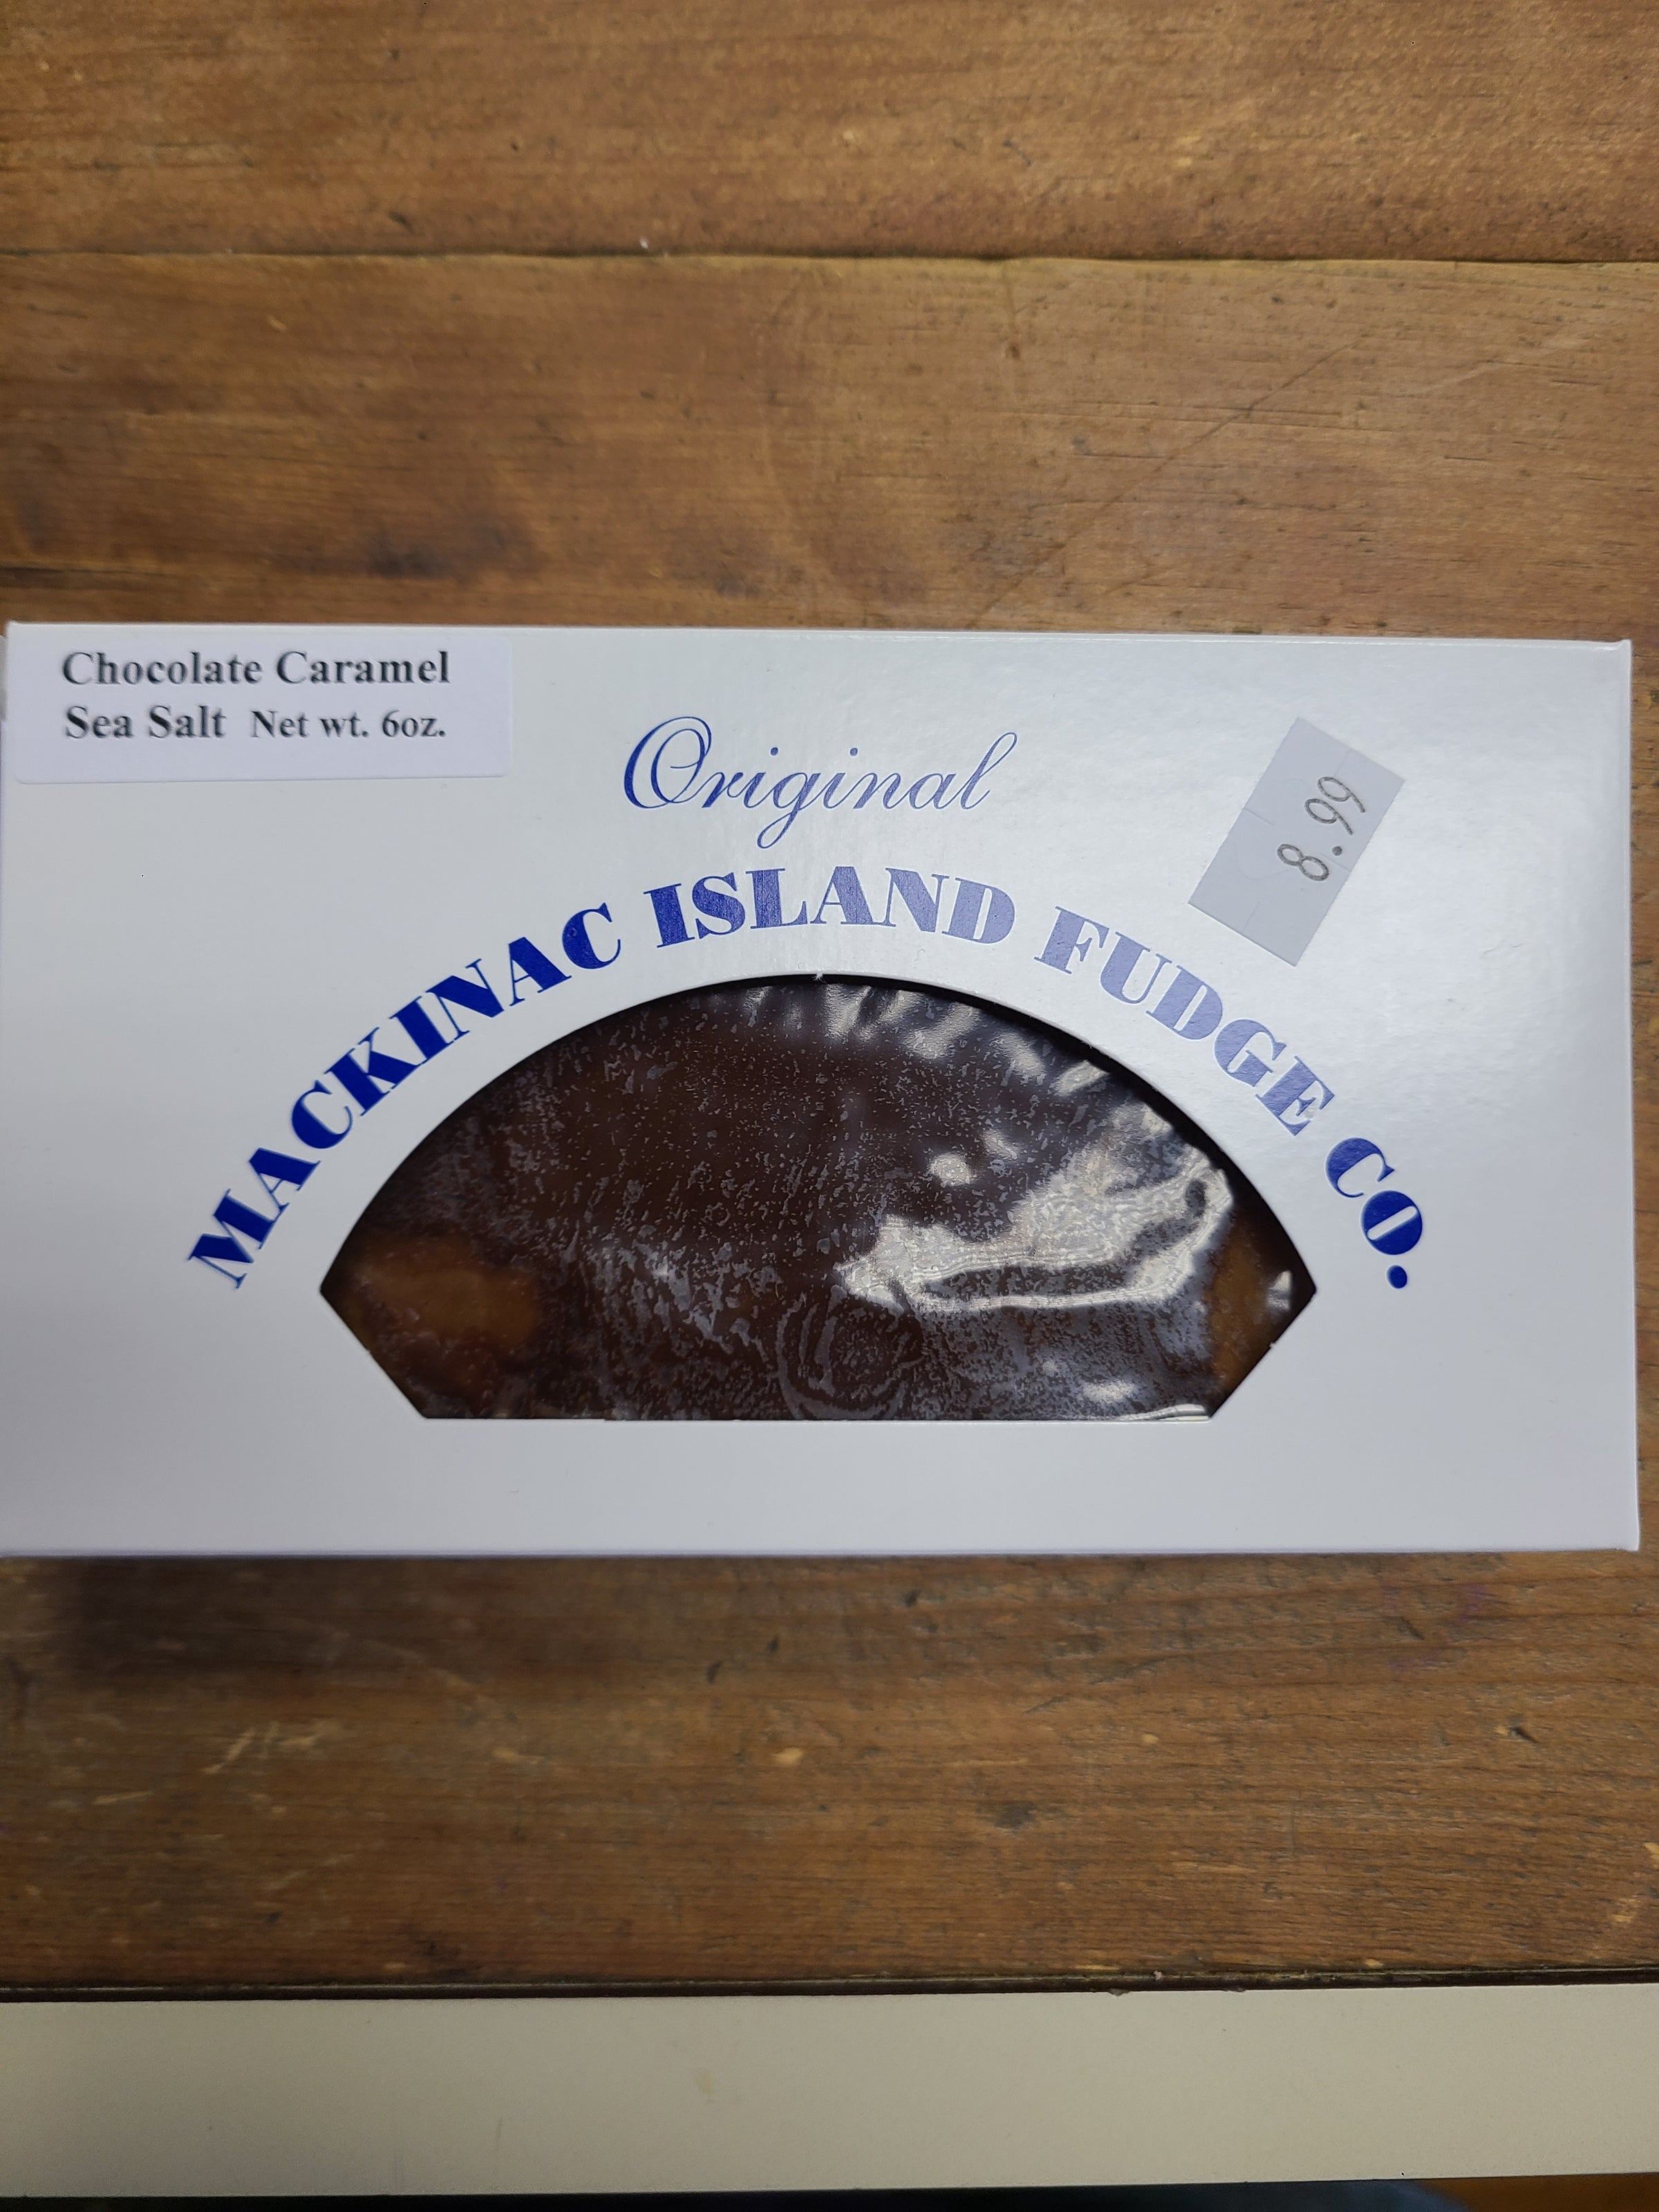 Chocolate Caramel
Sea Salt Net wt. 6oz.
Original
MACKINAC ISLAND FUDGE CO.
8.99